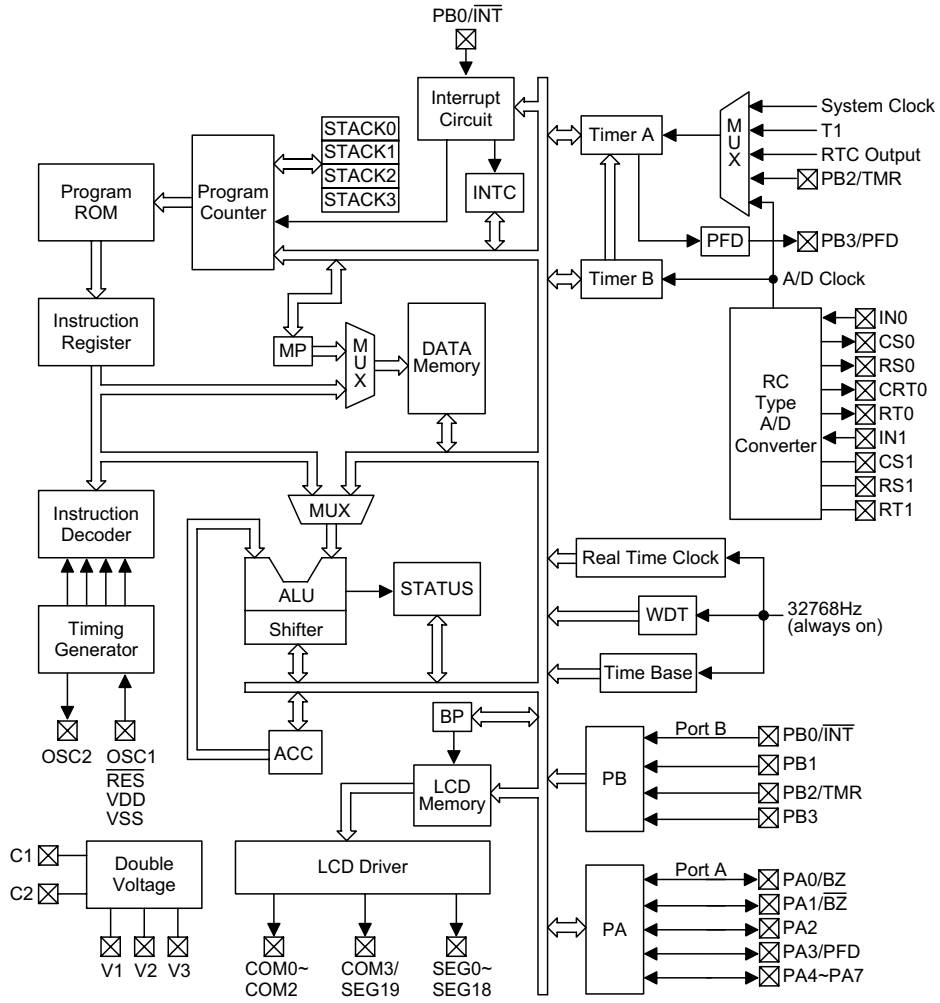 PB0/INT
Interrupt
Circuit
STACK0
STACK1
STACK2
STACK3
Program
ROM
Program
Counter
INTC
Timer A
MUX
System Clock
T1
RTC Output
PB2/TMR
PFD
PB3/PFD
Timer B
A/D Clock
Instruction
Register
MP
MUX
DATA
Memory
RC
Type
A/D
Converter
IN0
CS0
RS0
CRT0
RT0
IN1
CS1
RS1
RT1
Instruction
Decoder
MUX
ALU
Shifter
STATUS
Real Time Clock
WDT
Time Base
32768Hz
(always on)
Timing
Generator
OSC2
OSC1
RES
VDD
VSS
ACC
BP
LCD
Memory
PB
Port B
PB0/INT
PB1
PB2/TMR
PB3
C1
C2
Double
Voltage
V1
V2
V3
LCD Driver
COM0~
COM2
COM3/
SEG19
SEG0~
SEG18
PA
Port A
PA0/BZ
PA1/BZ
PA2
PA3/PFD
PA4~PA7